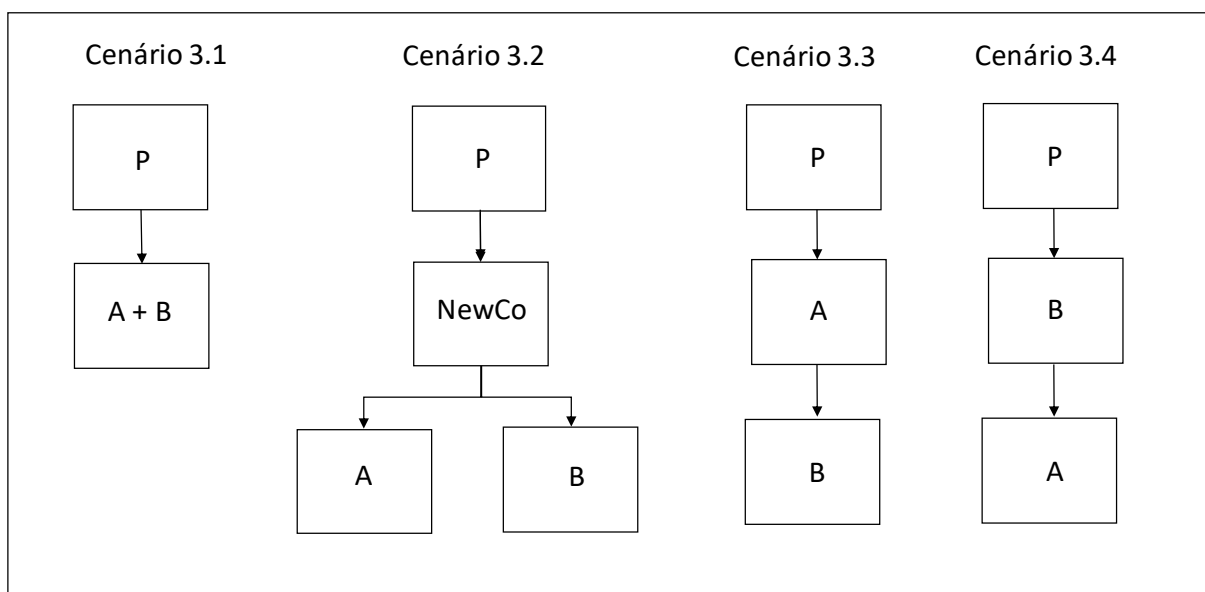 Cenário 3.1
Cenário 3.2
Cenário 3.3
Cenário 3.4
P
P
P
P
A + B
NewCo
A
B
A
B
B
A